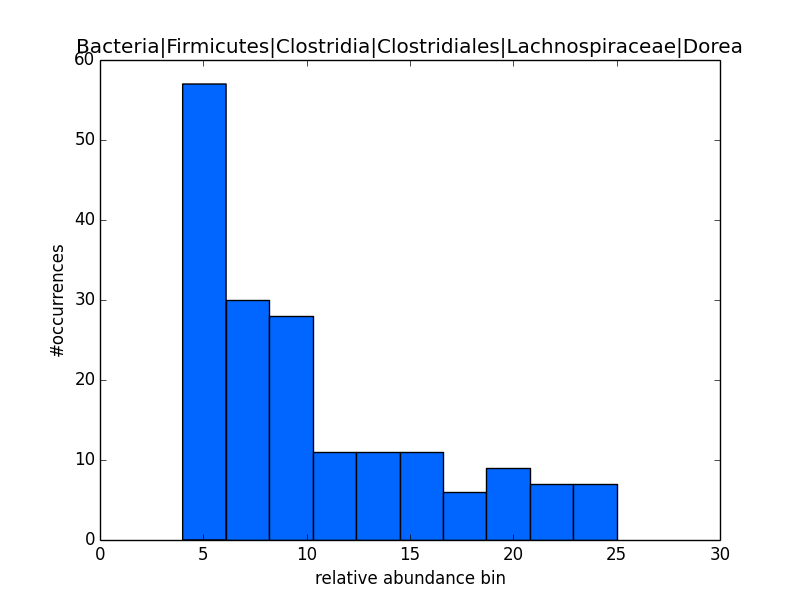 Bacteria|Firmicutes|Clostridia|Clostridiales|Lachnospiraceae|Dorea
60
50
40
30
20
10
0
#occurrences
0 5 10 15 20 25 30
relative abundance bin